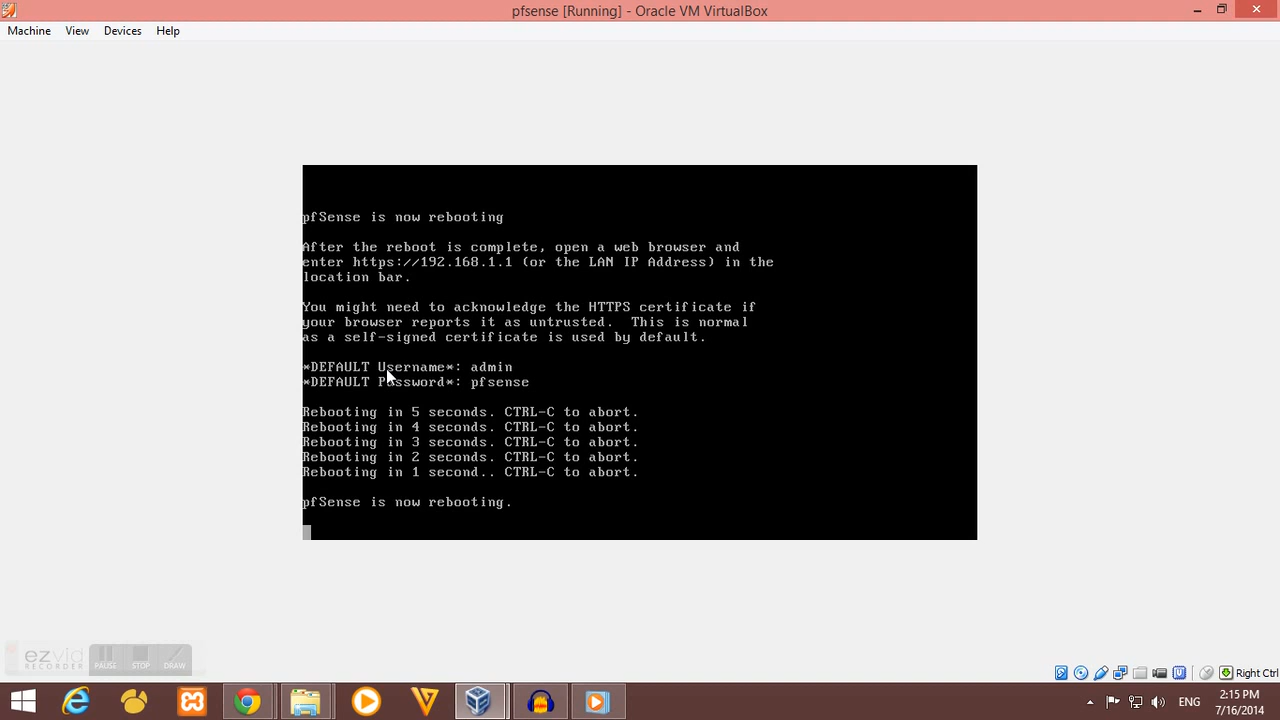 pfsense [Running] - Oracle VM VirtualBox
Machine View Devices Help
pfSense is now rebooting
After the reboot is complete, open a web browser and
enter https://192.168.1.1 (or the LAN IP Address) in the
location bar.
You might need to acknowledge the HTTPS certificate if
your browser reports it as untrusted.  This is normal
as a self-signed certificate is used by default.
*DEFAULT Username*: admin
*DEFAULT Password*: pfsense
Rebooting in 5 seconds. CTRL-C to abort.
Rebooting in 4 seconds. CTRL-C to abort.
Rebooting in 3 seconds. CTRL-C to abort.
Rebooting in 2 seconds. CTRL-C to abort.
Rebooting in 1 second.. CTRL-C to abort.
pfSense is now rebooting.
ezvid
RECORDER
PAUSE STOP DRAW
Right Ctrl
ENG
2:15 PM
7/16/2014